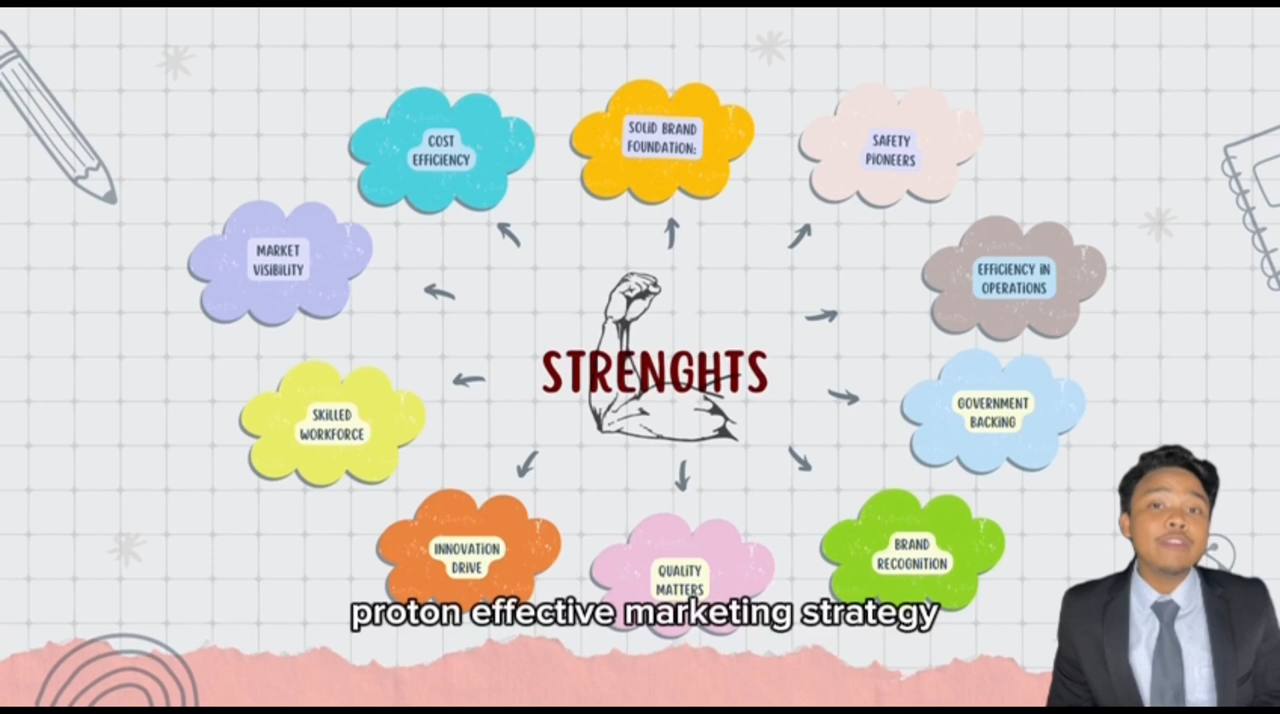 COST
EFFICIENCY
SOLID BRAND
FOUNDATION:
SAFETY
PIONEERS
MARKET
VISIBILITY
EFFICIENCY IN
OPERATIONS
STRENGHTS
SKILLED
WORKFORCE
GOVERNMENT
BACKING
INNOVATION
DRIVE
QUALITY
MATTERS
BRAND
RECOGNITION
proton effective marketing strategy